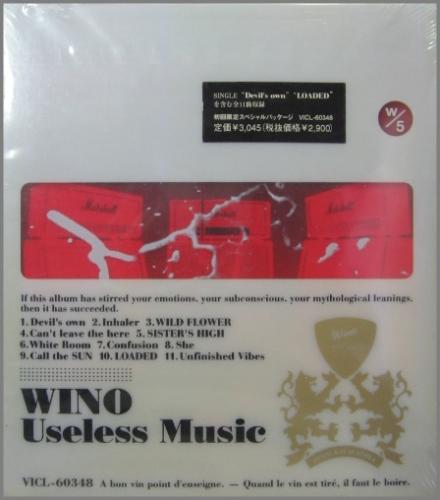 SINGLE "Devil's own" "LOADED"
を含む全11曲収録
初回限定スペシャルパッケージ VICL-60348
定価¥3,045(税抜価格¥2,900)
W/5
Marshall
Marshall
If this album has stirred your emotions, your subconscious, your mythological leanings,
then it has succeeded.
1.Devil's own 2.Inhaler 3.WILD FLOWER
4.Can't leave the here 5.SISTER'S HIGH
6.White Room 7.Confusion 8.She
9.Call the SUN 10.LOADED 11.Unfinished Vibes
Wino
WINO
Useless Music
VICL-60348 A bon vin point d'enseigne. — Quand le vin est tiré, il faut le boire.